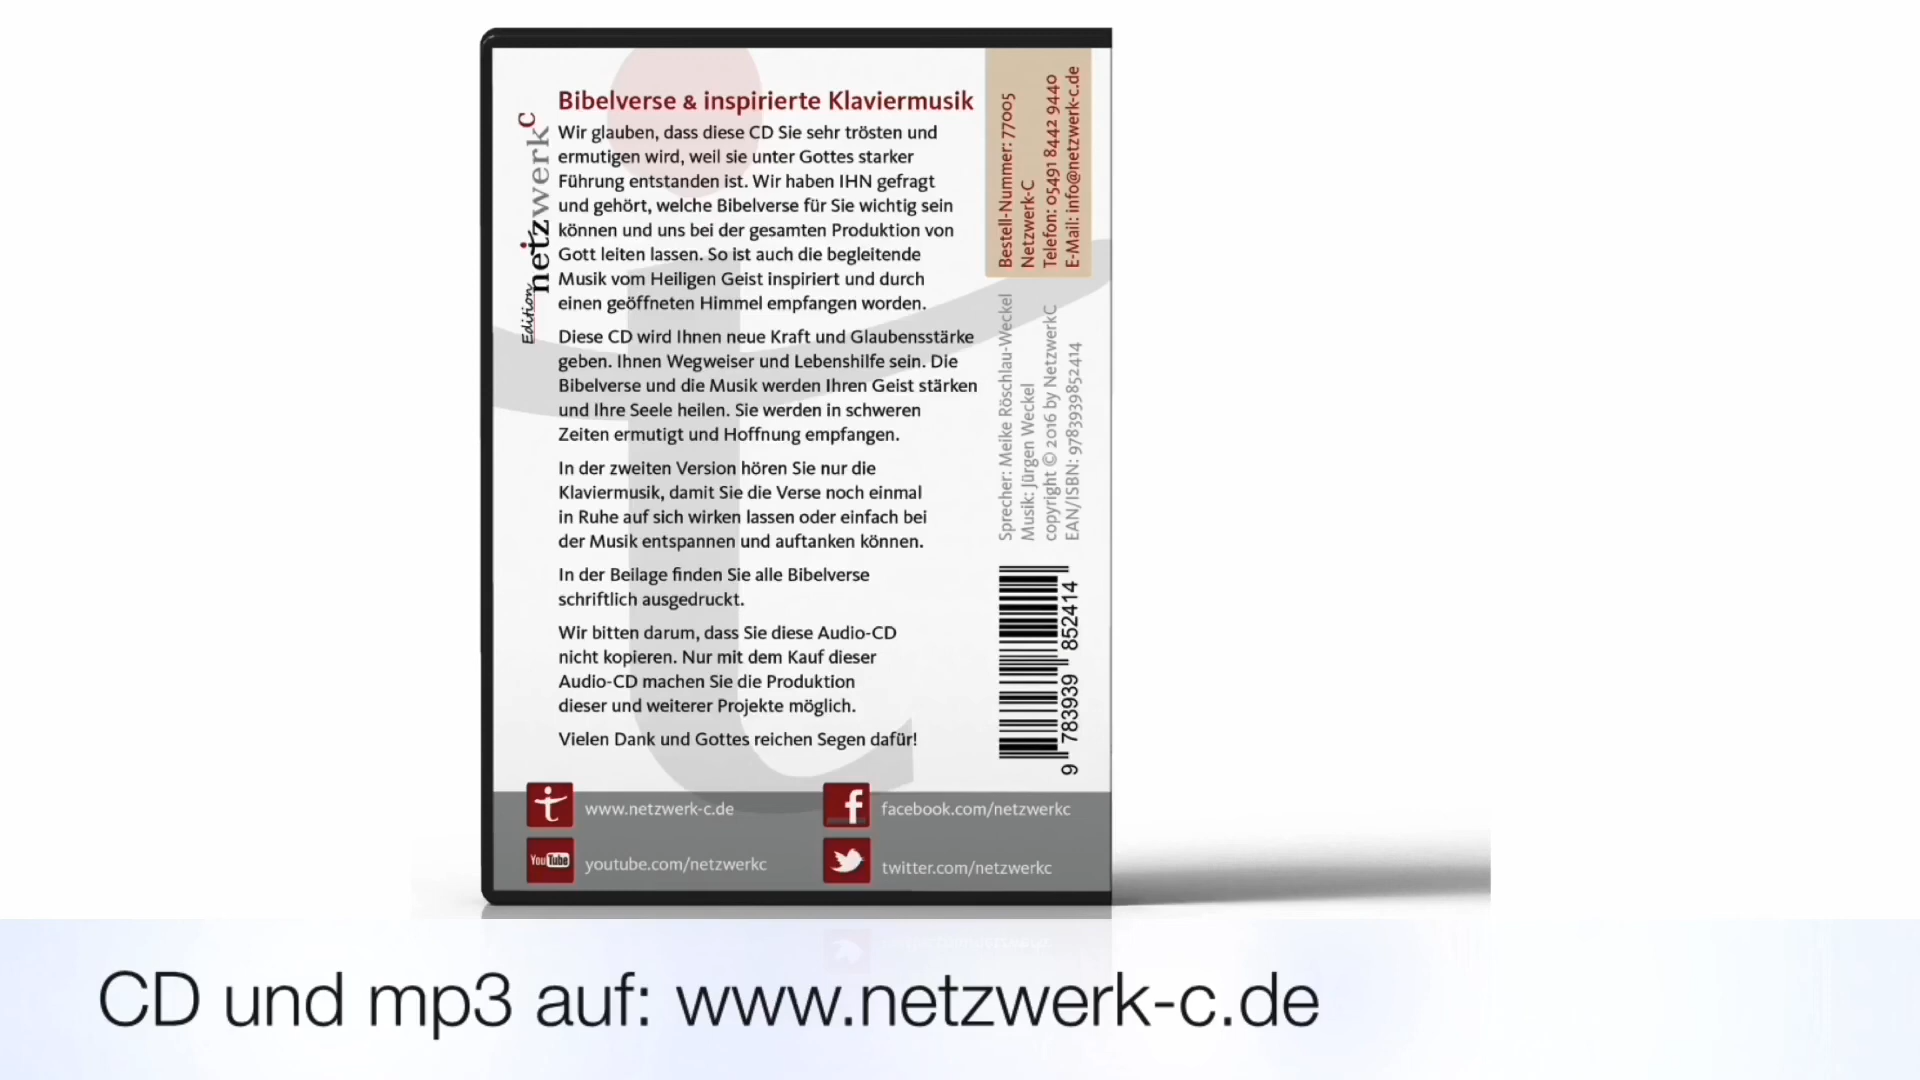 Bibelverse & inspirierte Klaviermusik
Wir glauben, dass diese CD Sie sehr trösten und
ermutigen wird, weil sie unter Gottes starker
Führung entstanden ist. Wir haben IHN gefragt
und gehört, welche Bibelverse für Sie wichtig sein
können und uns bei der gesamten Produktion von
Gott leiten lassen. So ist auch die begleitende
Musik vom Heiligen Geist inspiriert und durch
einen geöffneten Himmel empfangen worden.
Diese CD wird Ihnen neue Kraft und Glaubensstärke
geben. Ihnen Wegweiser und Lebenshilfe sein. Die
Bibelverse und die Musik werden Ihren Geist stärken
und Ihre Seele heilen. Sie werden in schweren
Zeiten ermutigt und Hoffnung empfangen.
In der zweiten Version hören Sie nur die
Klaviermusik, damit Sie die Verse noch einmal
in Ruhe auf sich wirken lassen oder einfach bei
der Musik entspannen und auftanken können.
In der Beilage finden Sie alle Bibelverse
schriftlich ausgedruckt.
Wir bitten darum, dass Sie diese Audio-CD
nicht kopieren. Nur mit dem Kauf dieser
Audio-CD machen Sie die Produktion
dieser und weiterer Projekte möglich.
Vielen Dank und Gottes reichen Segen dafür!
Edition netzwerkC
Bestell-Nummer: 77005
Netzwerk-C
Telefon: 05491 8442 9440
E-Mail: info@netzwerk-c.de
Sprecher: Meike Röschlau-Weckel
Musik: Jürgen Weckel
copyright © 2016 by NetzwerkC
EAN/ISBN: 9783939852414
9 783939 852414
t www.netzwerk-c.de
f facebook.com/netzwerkc
YouTube youtube.com/netzwerkc
twitter.com/netzwerkc
CD und mp3 auf: www.netzwerk-c.de